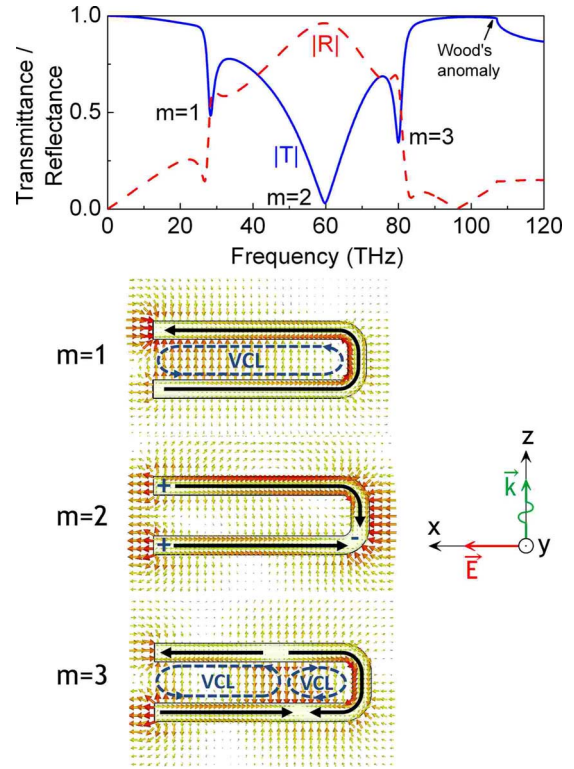 Transmittance /
Reflectance
1.0
0.5
0.0
|R|
Wood's
anomaly
m=1
m=3
|T|
m=2
0 20 40 60 80 100 120
Frequency (THz)
m=1
VCL
m=2
+
+
-
z
k
x
y
E
m=3
VCL
VCL